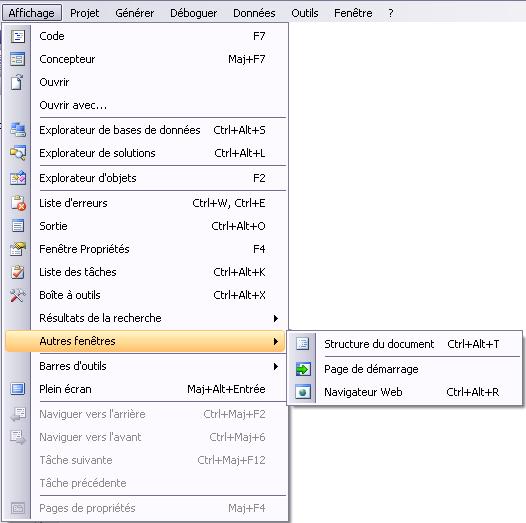 Affichage Projet Générer Déboguer Données Outils Fenêtre ?
Code F7
Concepteur Maj+F7
Ouvrir
Ouvrir avec...
Explorateur de bases de données Ctrl+Alt+S
Explorateur de solutions Ctrl+Alt+L
Explorateur d'objets F2
Liste d'erreurs Ctrl+W, Ctrl+E
Sortie Ctrl+Alt+O
Fenêtre Propriétés F4
Liste des tâches Ctrl+Alt+K
Boîte à outils Ctrl+Alt+X
Résultats de la recherche
Autres fenêtres
Structure du document Ctrl+Alt+T
Page de démarrage
Navigateur Web Ctrl+Alt+R
Barres d'outils
Plein écran Maj+Alt+Entrée
Naviguer vers l'arrière Ctrl+Maj+F2
Naviguer vers l'avant Ctrl+Maj+6
Tâche suivante Ctrl+Maj+F12
Tâche précédente
Pages de propriétés Maj+F4